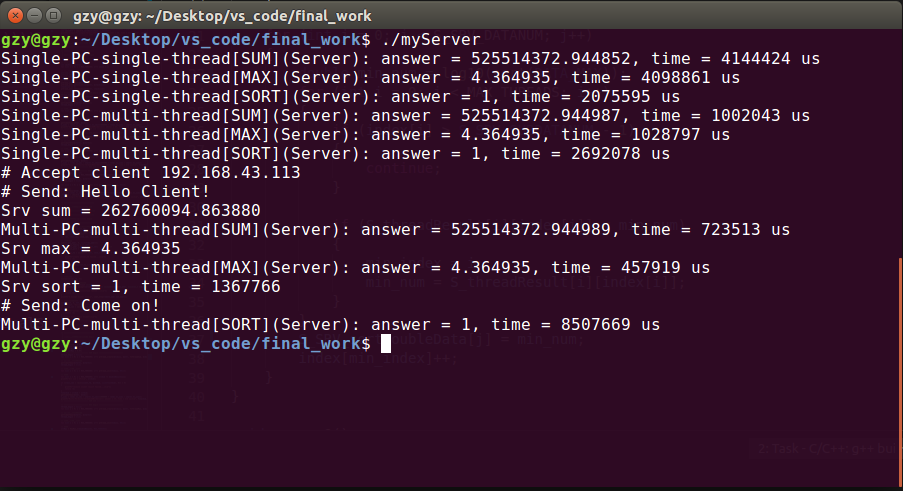 gzy@gzy: ~/Desktop/vs_code/final_work
gzy@gzy:~/Desktop/vs_code/final_work$ ./myServer
Single-PC-single-thread[SUM](Server): answer = 525514372.944852, time = 4144424 us
Single-PC-single-thread[MAX](Server): answer = 4.364935, time = 4098861 us
Single-PC-single-thread[SORT](Server): answer = 1, time = 2075595 us
Single-PC-multi-thread[SUM](Server): answer = 525514372.944987, time = 1002043 us
Single-PC-multi-thread[MAX](Server): answer = 4.364935, time = 1028797 us
Single-PC-multi-thread[SORT](Server): answer = 1, time = 2692078 us
# Accept client 192.168.43.113
# Send: Hello Client!
Srv sum = 262760094.863880
Multi-PC-multi-thread[SUM](Server): answer = 525514372.944989, time = 723513 us
Srv max = 4.364935
Multi-PC-multi-thread[MAX](Server): answer = 4.364935, time = 457919 us
Srv sort = 1, time = 1367766
# Send: Come on!
Multi-PC-multi-thread[SORT](Server): answer = 1, time = 8507669 us
gzy@gzy:~/Desktop/vs_code/final_work$